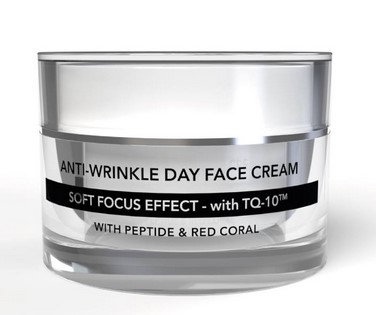 ANTI-WRINKLE DAY FACE CREAM
SOFT FOCUS EFFECT - with TQ-10™
WITH PEPTIDE & RED CORAL